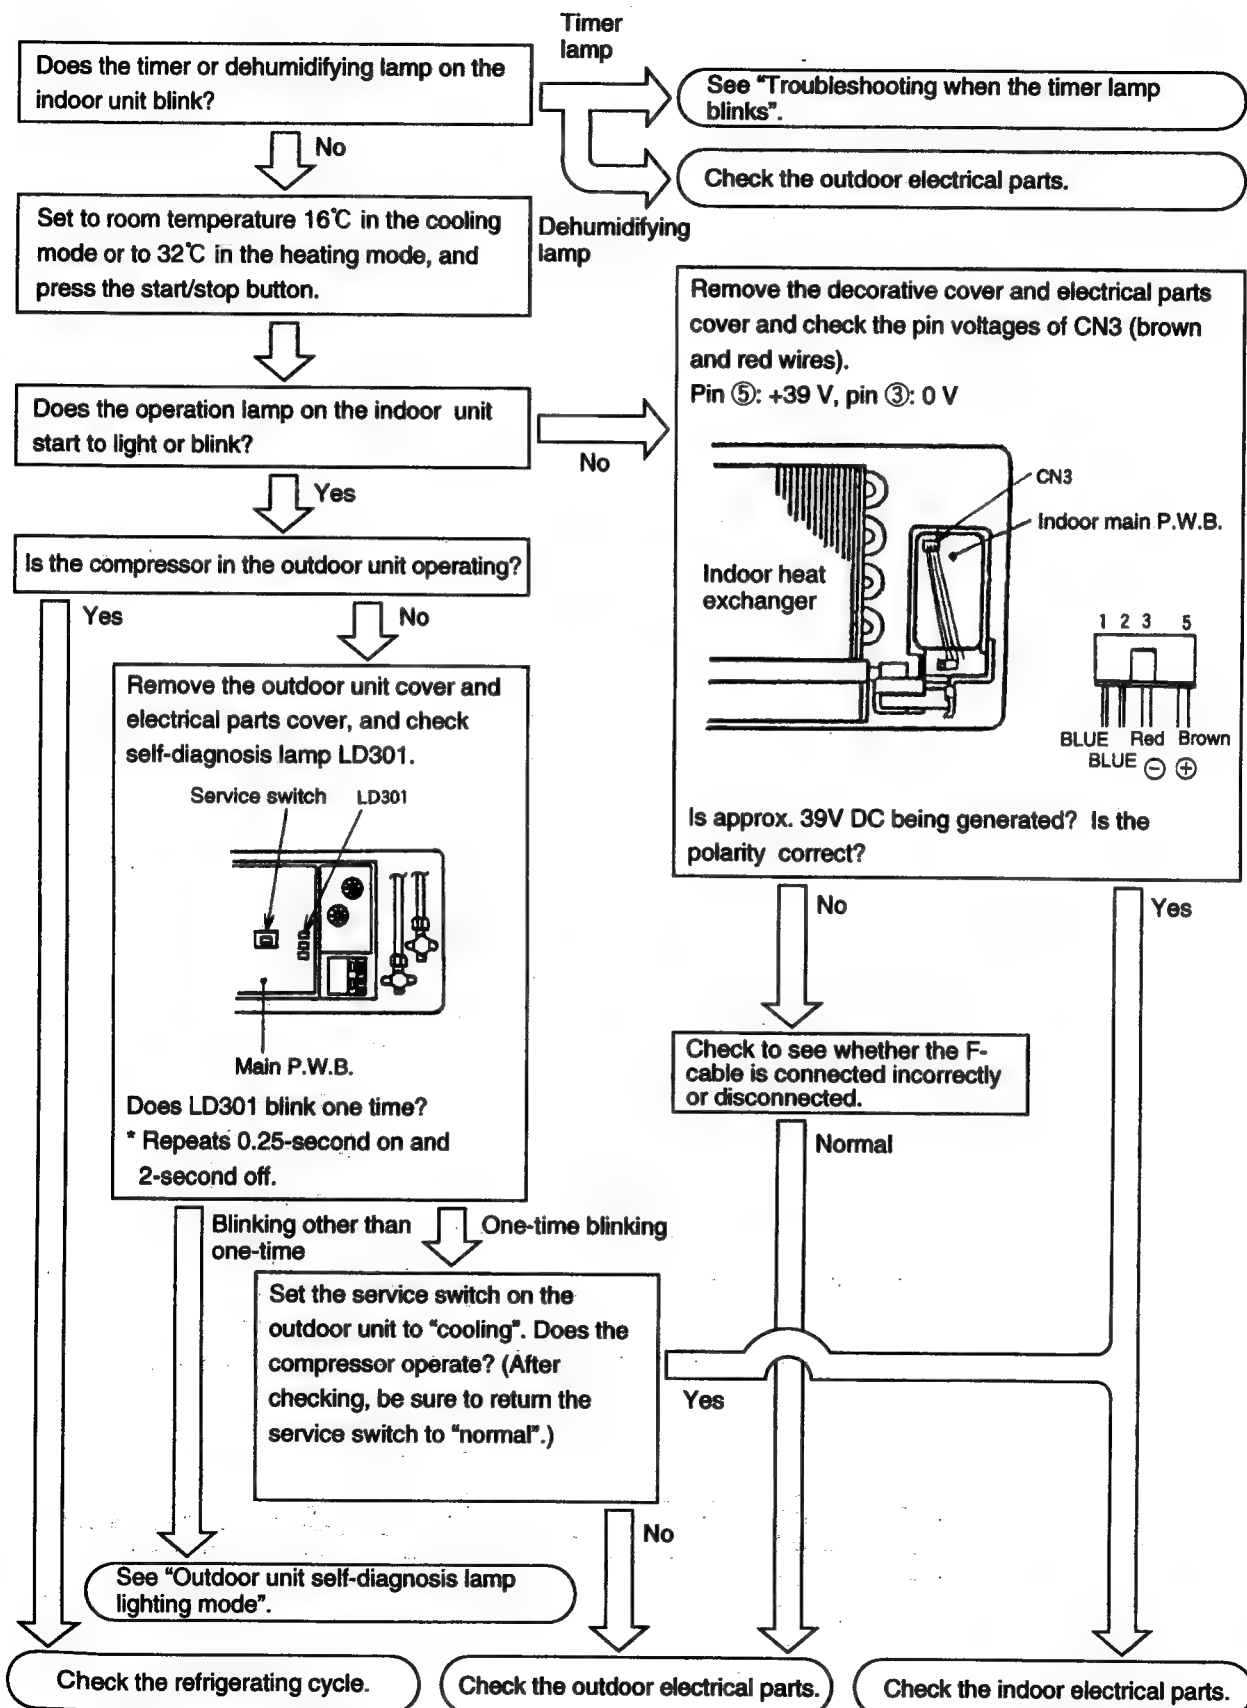 Timer
lamp
Does the timer or dehumidifying lamp on the
indoor unit blink?
See "Troubleshooting when the timer lamp
blinks".
No
Check the outdoor electrical parts.
Set to room temperature 16℃ in the cooling
mode or to 32℃ in the heating mode, and
press the start/stop button.
Dehumidifying
lamp
Remove the decorative cover and electrical parts
cover and check the pin voltages of CN3 (brown
and red wires).
Pin ⑤: +39 V, pin ③: 0 V
Does the operation lamp on the indoor unit
start to light or blink?
No
Yes
CN3
Indoor main P.W.B.
Indoor heat
exchanger
1 2 3 5
BLUE Red Brown
BLUE ⊖ ⊕
Is approx. 39V DC being generated? Is the
polarity correct?
Is the compressor in the outdoor unit operating?
Yes
No
Remove the outdoor unit cover and
electrical parts cover, and check
self-diagnosis lamp LD301.
Service switch LD301
Main P.W.B.
Does LD301 blink one time?
* Repeats 0.25-second on and
2-second off.
No
Yes
Check to see whether the F-
cable is connected incorrectly
or disconnected.
Normal
Blinking other than
one-time
One-time blinking
Set the service switch on the
outdoor unit to "cooling". Does the
compressor operate? (After
checking, be sure to return the
service switch to "normal".)
Yes
No
See "Outdoor unit self-diagnosis lamp
lighting mode".
Check the refrigerating cycle.
Check the outdoor electrical parts.
Check the indoor electrical parts.